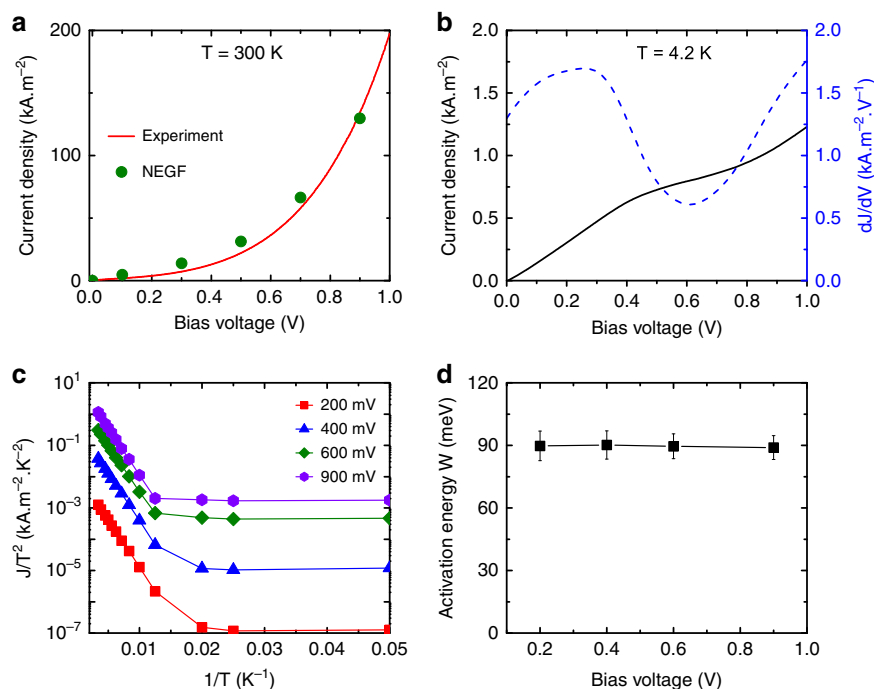 a
200
T = 300 K
Experiment
NEGF
100
0
0.0 0.2 0.4 0.6 0.8 1.0
Current density (kA.m⁻²)
Bias voltage (V)
b
2.0
T = 4.2 K
2.0
1.5
1.5
1.0
1.0
0.5
0.5
0.0
0.0
0.0 0.2 0.4 0.6 0.8 1.0
Current density (kA.m⁻²)
dJ/dV (kA.m⁻².V⁻¹)
Bias voltage (V)
c
10¹
10⁻¹
10⁻³
10⁻⁵
10⁻⁷
200 mV
400 mV
600 mV
900 mV
0.01 0.02 0.03 0.04 0.05
J/T² (kA.m⁻².K⁻²)
1/T (K⁻¹)
d
120
90
60
30
0
0.2 0.4 0.6 0.8 1.0
Activation energy W (meV)
Bias voltage (V)